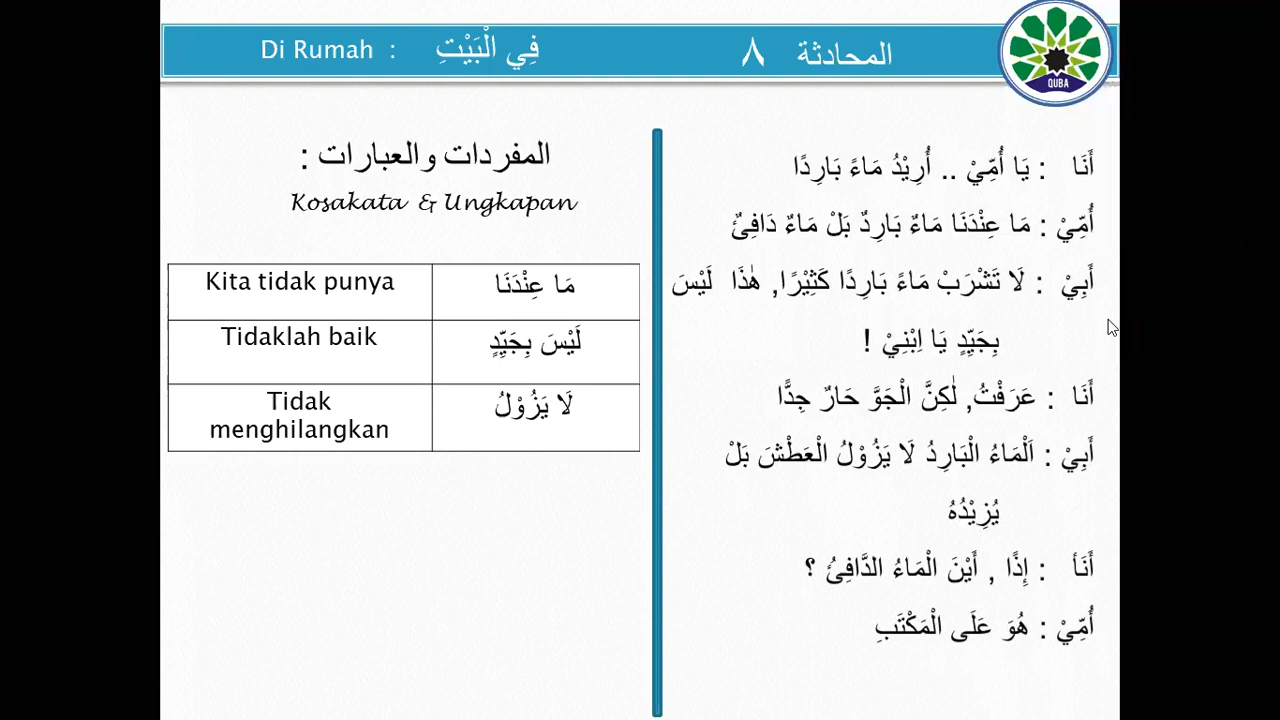 المحادثة ٨
فِي الْبَيْتِ : Di Rumah
QUBA
أَنَا : يَا أُمِّيْ .. أُرِيْدُ مَاءً بَارِدًا
أُمِّيْ : مَا عِنْدَنَا مَاءٌ بَارِدٌ بَلْ مَاءٌ دَافِئٌ
أَبِيْ : لَا تَشْرَبْ مَاءً بَارِدًا كَثِيْرًا, هٰذَا لَيْسَ
بِجَيِّدٍ يَا اِبْنِيْ !
أَنَا : عَرَفْتُ, لٰكِنَّ الْجَوَّ حَارٌ جِدًّا
أَبِيْ : اَلْمَاءُ الْبَارِدُ لَا يَزُوْلُ الْعَطْشَ بَلْ
يُزِيْدُهُ
أَنَأ : إِذًا , أَيْنَ الْمَاءُ الدَّافِئُ ؟
أُمِّيْ : هُوَ عَلَى الْمَكْتَبِ
المفردات والعبارات :
Kosakata & Ungkapan
مَا عِنْدَنَا Kita tidak punya
لَيْسَ بِجَيِّدٍ Tidaklah baik
لَا يَزُوْلُ Tidak
menghilangkan